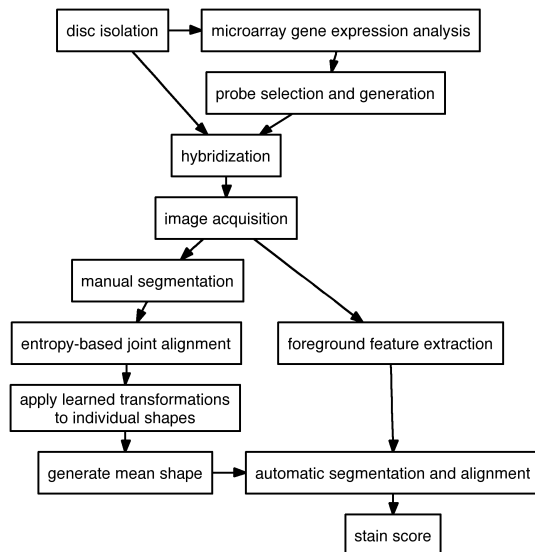 disc isolation
microarray gene expression analysis
probe selection and generation
hybridization
image acquisition
manual segmentation
entropy-based joint alignment
foreground feature extraction
apply learned transformations
to individual shapes
generate mean shape
automatic segmentation and alignment
stain score